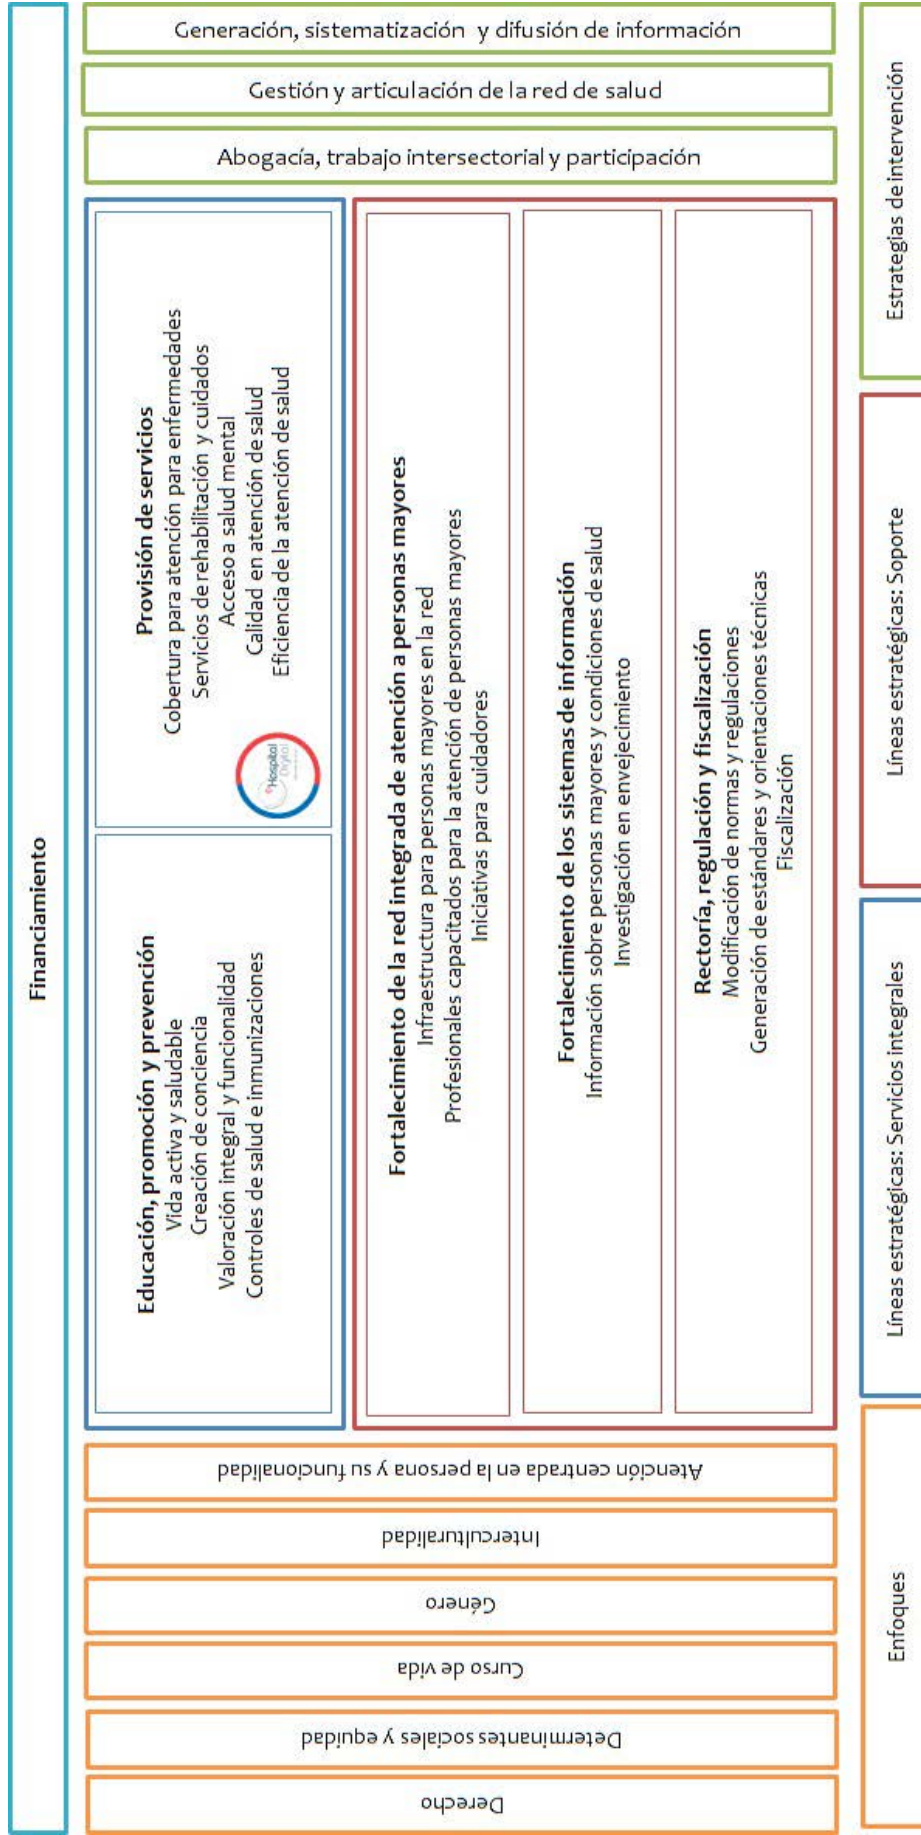 Financiamiento
Derecho
Determinantes sociales y equidad
Curso de vida
Género
Interculturalidad
Atención centrada en la persona y su funcionalidad
Educación, promoción y prevención
Vida activa y saludable
Creación de conciencia
Valoración integral y funcionalidad
Controles de salud e inmunizaciones
Provisión de servicios
Cobertura para atención para enfermedades
Servicios de rehabilitación y cuidados
Acceso a salud mental
Calidad en atención de salud
Eficiencia de la atención de salud
Hospital
Digital
Fortalecimiento de la red integrada de atención a personas mayores
Infraestructura para personas mayores en la red
Profesionales capacitados para la atención de personas mayores
Iniciativas para cuidadores
Fortalecimiento de los sistemas de información
Información sobre personas mayores y condiciones de salud
Investigación en envejecimiento
Rectoría, regulación y fiscalización
Modificación de normas y regulaciones
Generación de estándares y orientaciones técnicas
Fiscalización
Abogacía, trabajo intersectorial y participación
Gestión y articulación de la red de salud
Generación, sistematización y difusión de información
Enfoques
Líneas estratégicas: Servicios integrales
Líneas estratégicas: Soporte
Estrategias de intervención